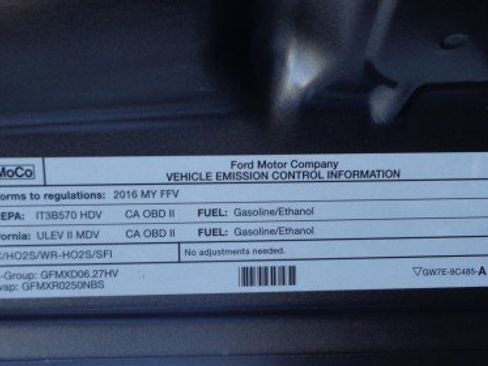 MoCo
Ford Motor Company
VEHICLE EMISSION CONTROL INFORMATION
orms to regulations: 2016 MY FFV
EPA: IT3B570 HDV CA OBD II FUEL: Gasoline/Ethanol
fornia: ULEV II MDV CA OBD II FUEL: Gasoline/Ethanol
/HO2S/WR-HO2S/SFI No adjustments needed.
-Group: GFMXD06.27HV
vap: GFMXR0250NBS
▽GW7E-9C485-A